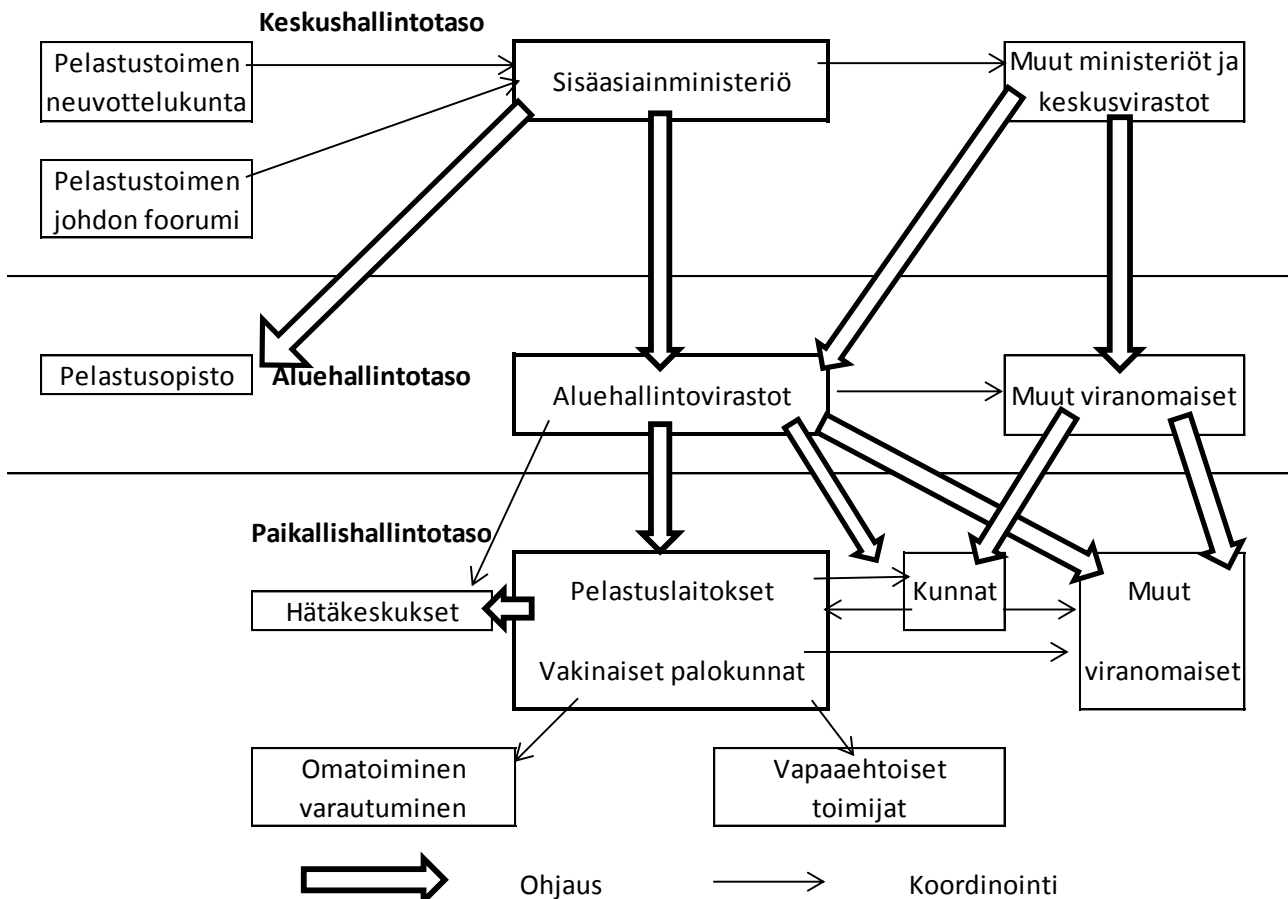 Keskushallintotaso
Pelastustoimen
neuvottelukunta
Sisäasiainministeriö
Muut ministeriöt ja
keskusvirastot
Pelastustoimen
johdon foorumi
Pelastusopisto
Aluehallintotaso
Aluehallintovirastot
Muut viranomaiset
Paikallishallintotaso
Hätäkeskukset
Pelastuslaitokset
Vakinaiset palokunnat
Kunnat
Muut
viranomaiset
Omatoiminen
varautuminen
Vapaaehtoiset
toimijat
Ohjaus
Koordinointi